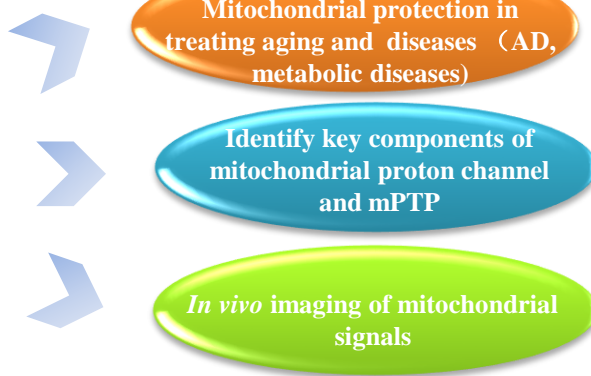 Mitochondrial protection in
treating aging and diseases （AD,
metabolic diseases)
Identify key components of
mitochondrial proton channel
and mPTP
In vivo imaging of mitochondrial
signals